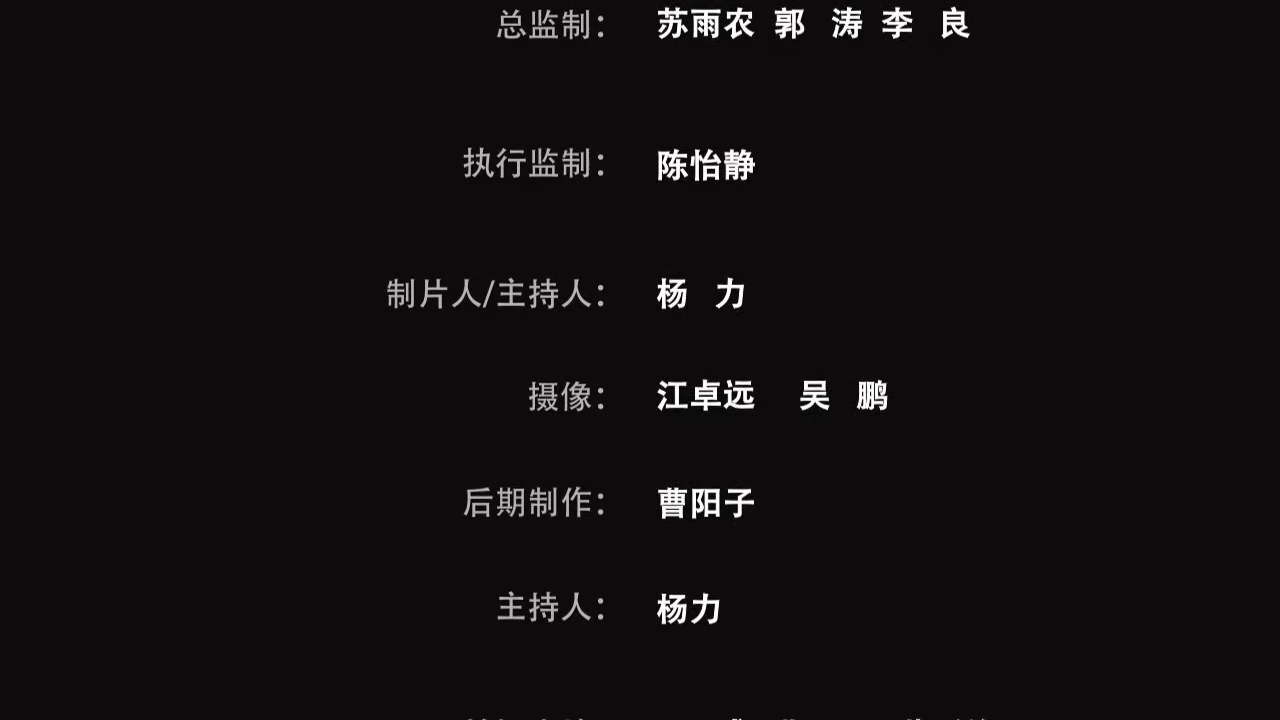 总监制： 苏雨农 郭 涛 李 良
执行监制： 陈怡静
制片人/主持人： 杨 力
摄像： 江卓远 吴 鹏
后期制作： 曹阳子
主持人： 杨力